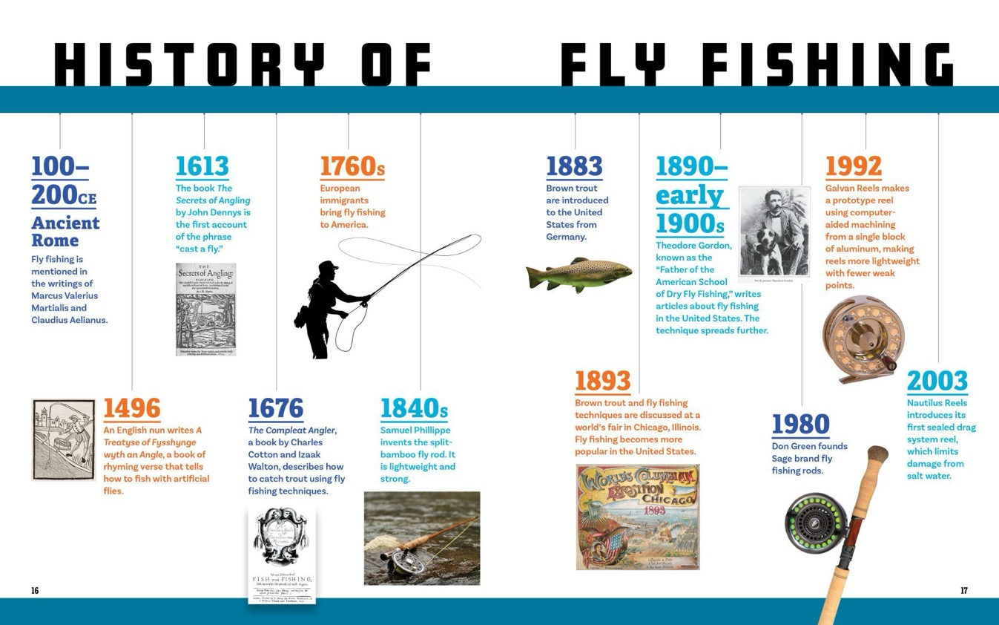 HISTORY OF FLY FISHING
100–
200CE
Ancient
Rome
Fly fishing is
mentioned in
the writings of
Marcus Valerius
Martialis and
Claudius Aelianus.
1496
An English nun writes A
Treatyse of Fysshynge
wyth an Angle, a book of
rhyming verse that tells
how to fish with artificial
flies.
1613
The book The
Secrets of Angling
by John Dennys is
the first account
of the phrase
“cast a fly.”
THE
Secrets of Angling:
1676
The Compleat Angler,
a book by Charles
Cotton and Izaak
Walton, describes how
to catch trout using fly
fishing techniques.
FISH and FISHING,
1760s
European
immigrants
bring fly fishing
to America.
1840s
Samuel Phillippe
invents the split-
bamboo fly rod. It
is lightweight and
strong.
16
1883
Brown trout
are introduced
to the United
States from
Germany.
1893
Brown trout and fly fishing
techniques are discussed at a
world’s fair in Chicago, Illinois.
Fly fishing becomes more
popular in the United States.
WORLD'S COLUMBIAN
EXPOSITION
CHICAGO
1893
1890–
early
1900s
Theodore Gordon,
known as the
“Father of the
American School
of Dry Fly Fishing,” writes
articles about fly fishing
in the United States. The
technique spreads further.
1980
Don Green founds
Sage brand fly
fishing rods.
1992
Galvan Reels makes
a prototype reel
using computer-
aided machining
from a single block
of aluminum, making
reels more lightweight
with fewer weak
points.
2003
Nautilus Reels
introduces its
first sealed drag
system reel,
which limits
damage from
salt water.
17